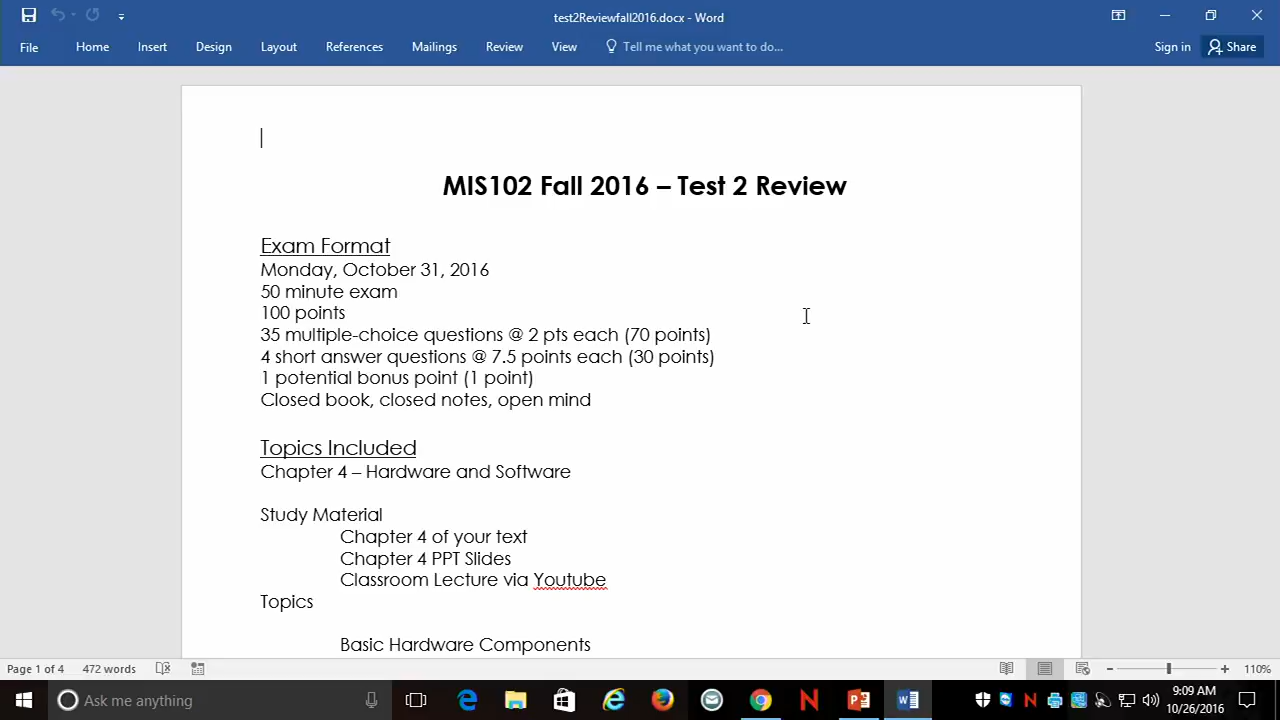 test2Reviewfall2016.docx - Word
File Home Insert Design Layout References Mailings Review View Tell me what you want to do... Sign in Share
MIS102 Fall 2016 – Test 2 Review
Exam Format
Monday, October 31, 2016
50 minute exam
100 points
35 multiple-choice questions @ 2 pts each (70 points)
4 short answer questions @ 7.5 points each (30 points)
1 potential bonus point (1 point)
Closed book, closed notes, open mind
Topics Included
Chapter 4 – Hardware and Software
Study Material
Chapter 4 of your text
Chapter 4 PPT Slides
Classroom Lecture via Youtube
Topics
Basic Hardware Components
Page 1 of 4 472 words 110%
Ask me anything 9:09 AM
10/26/2016